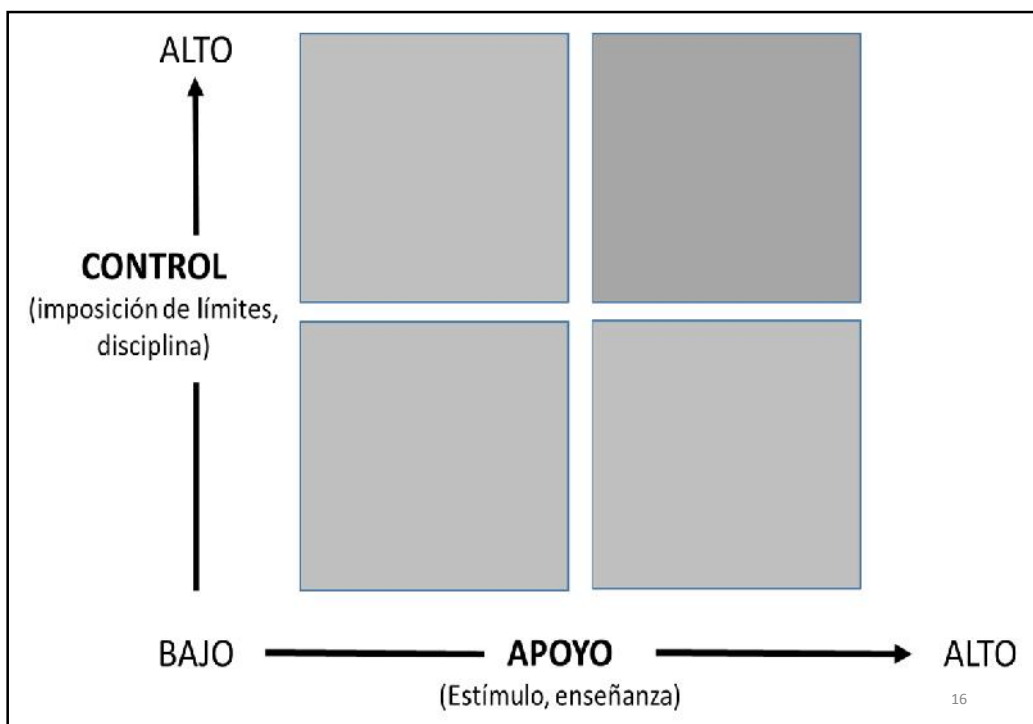 ALTO
CONTROL
(imposición de límites,
disciplina)
BAJO
APOYO
ALTO
(Estímulo, enseñanza)
16